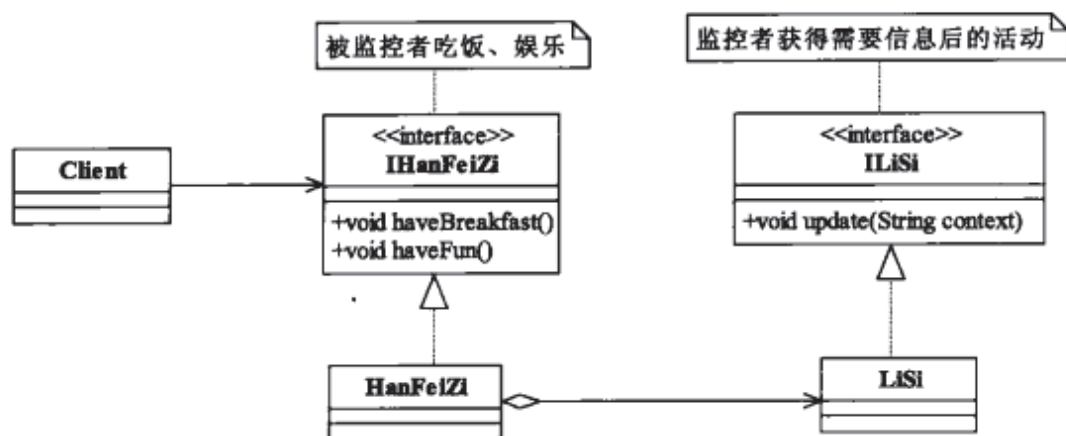 被监控者吃饭、娱乐
监控者获得需要信息后的活动
Client
<<interface>>
IHanFeiZi
+void haveBreakfast()
+void haveFun()
<<interface>>
ILiSi
+void update(String context)
HanFeiZi
LiSi